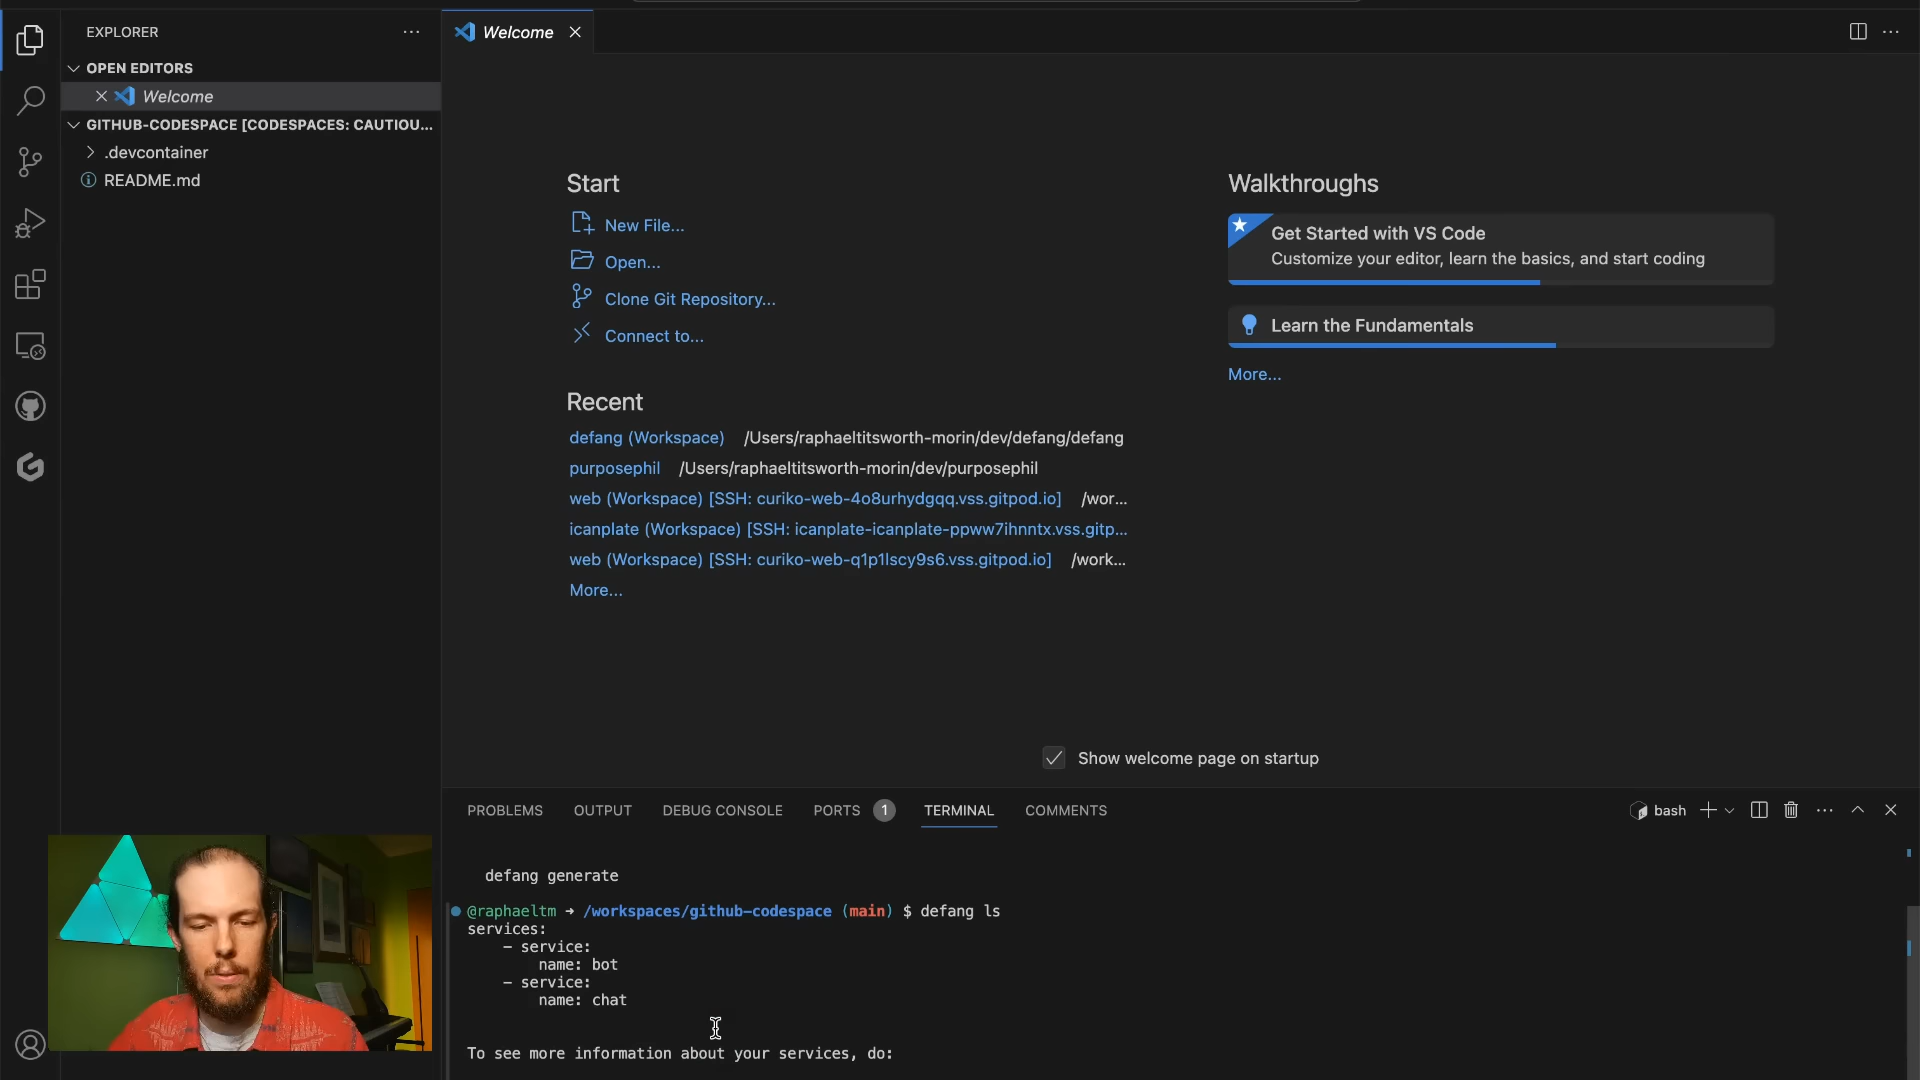 EXPLORER
OPEN EDITORS
Welcome
GITHUB-CODESPACE [CODESPACES: CAUTIOU...
.devcontainer
README.md
Welcome
Start
New File...
Open...
Clone Git Repository...
Connect to...
Recent
defang (Workspace) /Users/raphaeltitsworth-morin/dev/defang/defang
purposephil /Users/raphaeltitsworth-morin/dev/purposephil
web (Workspace) [SSH: curiko-web-4o8urhydgqq.vss.gitpod.io] /wor...
icanplate (Workspace) [SSH: icanplate-icanplate-ppww7ihnntx.vss.gitp...
web (Workspace) [SSH: curiko-web-q1p1lscy9s6.vss.gitpod.io] /work...
More...
Walkthroughs
Get Started with VS Code
Customize your editor, learn the basics, and start coding
Learn the Fundamentals
More...
Show welcome page on startup
PROBLEMS OUTPUT DEBUG CONSOLE PORTS 1 TERMINAL COMMENTS
bash
defang generate
@raphaeltm → /workspaces/github-codespace (main) $ defang ls
services:
- service:
name: bot
- service:
name: chat
To see more information about your services, do: